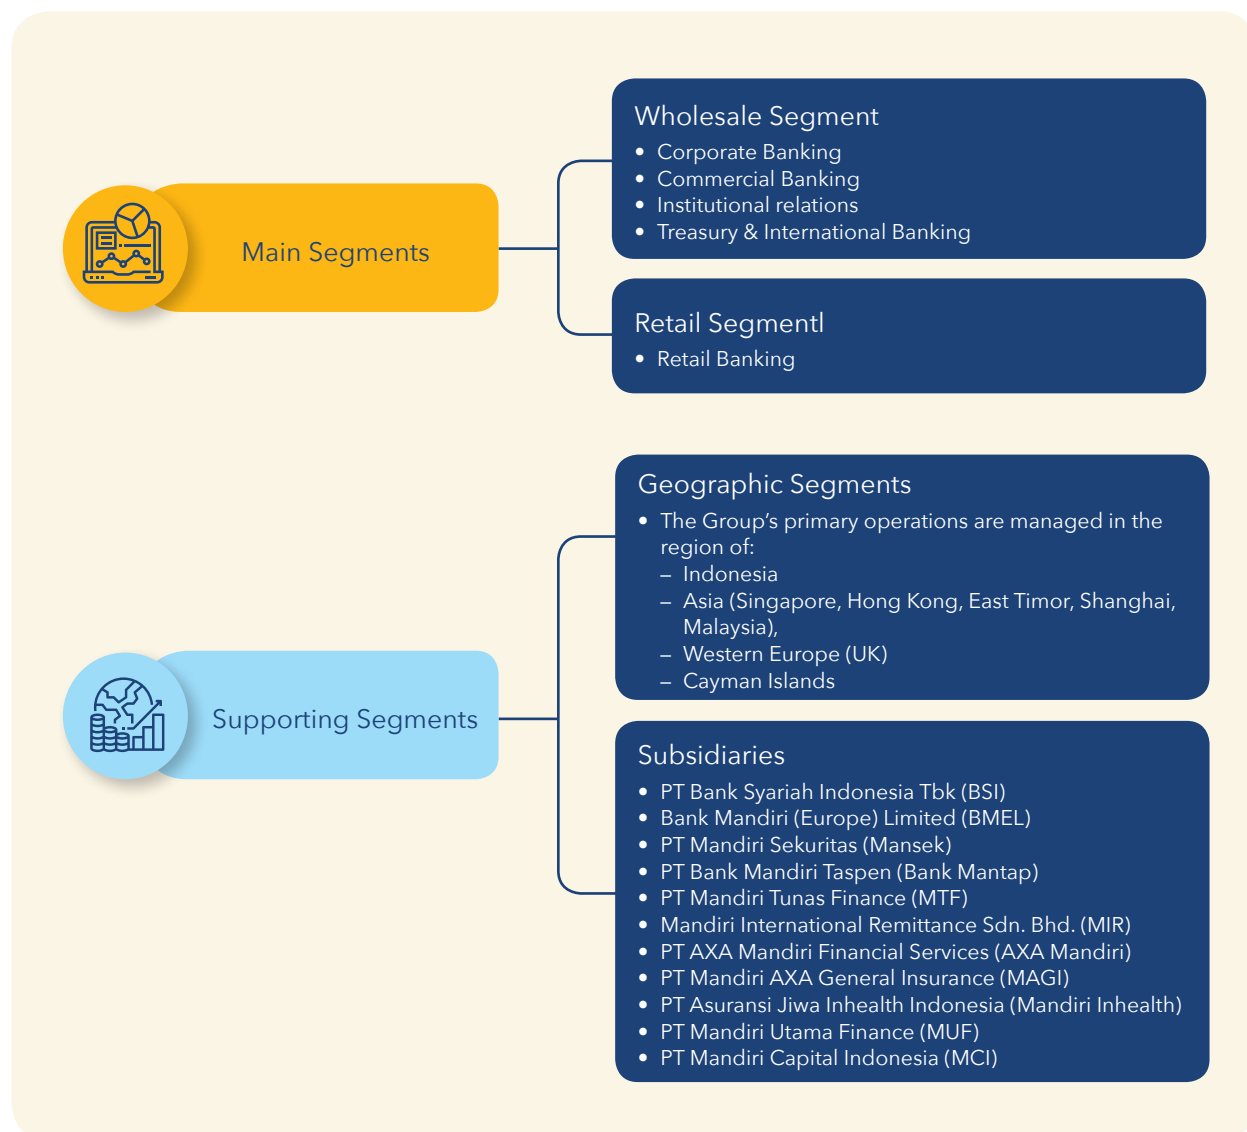 Main Segments
Wholesale Segment
• Corporate Banking
• Commercial Banking
• Institutional relations
• Treasury & International Banking
Retail Segmentl
• Retail Banking
Supporting Segments
Geographic Segments
• The Group’s primary operations are managed in the
region of:
– Indonesia
– Asia (Singapore, Hong Kong, East Timor, Shanghai,
Malaysia),
– Western Europe (UK)
– Cayman Islands
Subsidiaries
• PT Bank Syariah Indonesia Tbk (BSI)
• Bank Mandiri (Europe) Limited (BMEL)
• PT Mandiri Sekuritas (Mansek)
• PT Bank Mandiri Taspen (Bank Mantap)
• PT Mandiri Tunas Finance (MTF)
• Mandiri International Remittance Sdn. Bhd. (MIR)
• PT AXA Mandiri Financial Services (AXA Mandiri)
• PT Mandiri AXA General Insurance (MAGI)
• PT Asuransi Jiwa Inhealth Indonesia (Mandiri Inhealth)
• PT Mandiri Utama Finance (MUF)
• PT Mandiri Capital Indonesia (MCI)